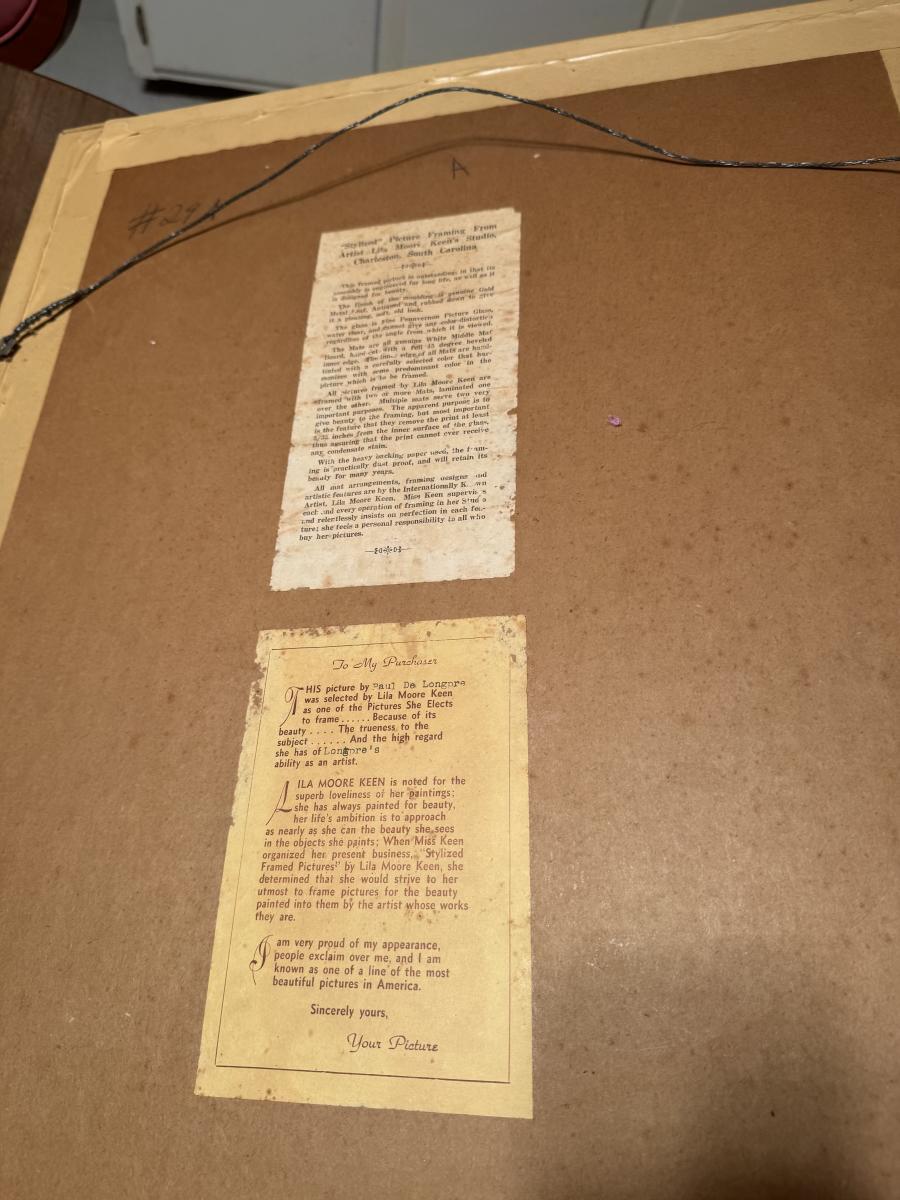 A
#29A
"Stylized" Picture Framing From
Artist Lila Moore Keen's Studio,
Charleston, South Carolina
This framed picture is outstanding, in that its
assembly is engineered for long life, as well as it
is designed for beauty.
The finish of the moulding is genuine Gold
Metal Leaf, Antiqued and rubbed down to give
it a pleasing, soft, old look.
The glass is fine Pennvernon Picture Glass,
water clear, and cannot give any color distortion
regardless of the angle from which it is viewed.
The Mats are all genuine White Middle Mat
Board, hand-cut with a full 45 degree beveled
inner edge. The inner edge of all Mats are hand-
tinted with a carefully selected color that har-
monizes with some predominant color in the
picture which is to be framed.
All pictures framed by Lila Moore Keen are
framed with two or more Mats, laminated one
over the other. Multiple mats serve two very
important purposes. The apparent purpose is to
give beauty to the framing, but most important
is the feature that they remove the print at least
3/32 inches from the inner surface of the glass,
thus assuring that the print cannot ever receive
any condensate stain.
With the heavy backing paper used, the fram-
ing is practically dust proof, and will retain its
beauty for many years.
All mat arrangements, framing designs and
artistic features are by the Internationally K wn
Artist, Lila Moore Keen. Miss Keen supervis s
each and every operation of framing in her Stud o
and relentlessly insists on perfection in each fea-
ture; she feels a personal responsibility to all who
buy her pictures.
To My Purchaser
THIS picture by Paul De Longpre
was selected by Lila Moore Keen
as one of the Pictures She Elects
to frame ...... Because of its
beauty .... The trueness to the
subject ...... And the high regard
she has of Longpre's
ability as an artist.
LILA MOORE KEEN is noted for the
superb loveliness of her paintings;
she has always painted for beauty,
her life's ambition is to approach
as nearly as she can the beauty she sees
in the objects she paints; When Miss Keen
organized her present business, "Stylized
Framed Pictures" by Lila Moore Keen, she
determined that she would strive to her
utmost to frame pictures for the beauty
painted into them by the artist whose works
they are.
I am very proud of my appearance,
people exclaim over me, and I am
known as one of a line of the most
beautiful pictures in America.
Sincerely yours,
Your Picture